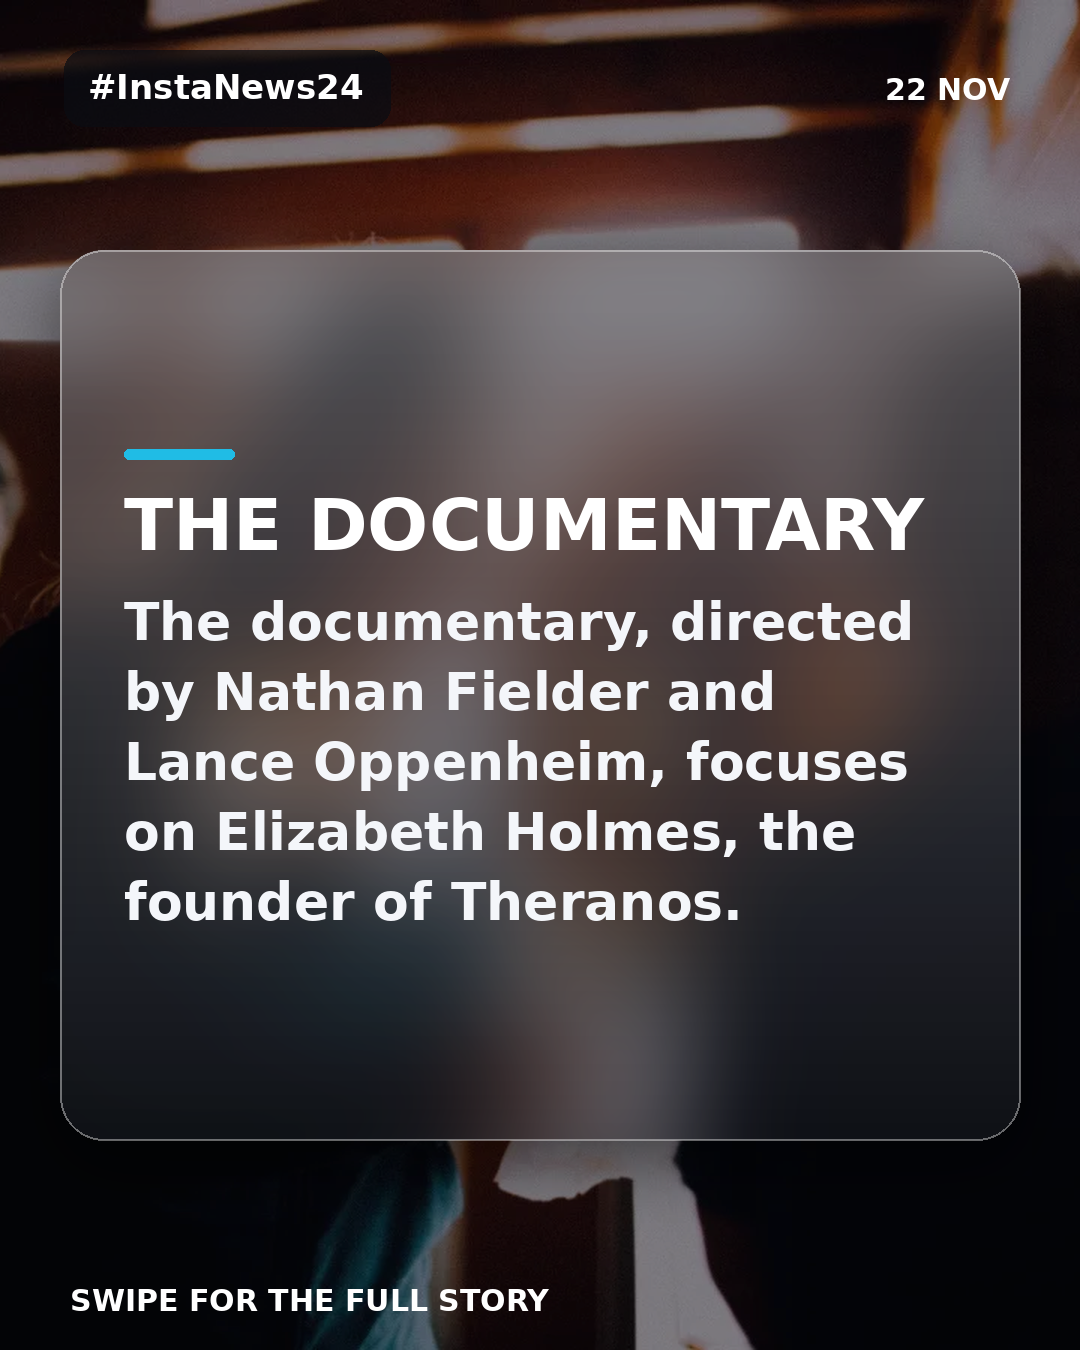 #InstaNews24
22 NOV
THE DOCUMENTARY
The documentary, directed
by Nathan Fielder and
Lance Oppenheim, focuses
on Elizabeth Holmes, the
founder of Theranos.
SWIPE FOR THE FULL STORY